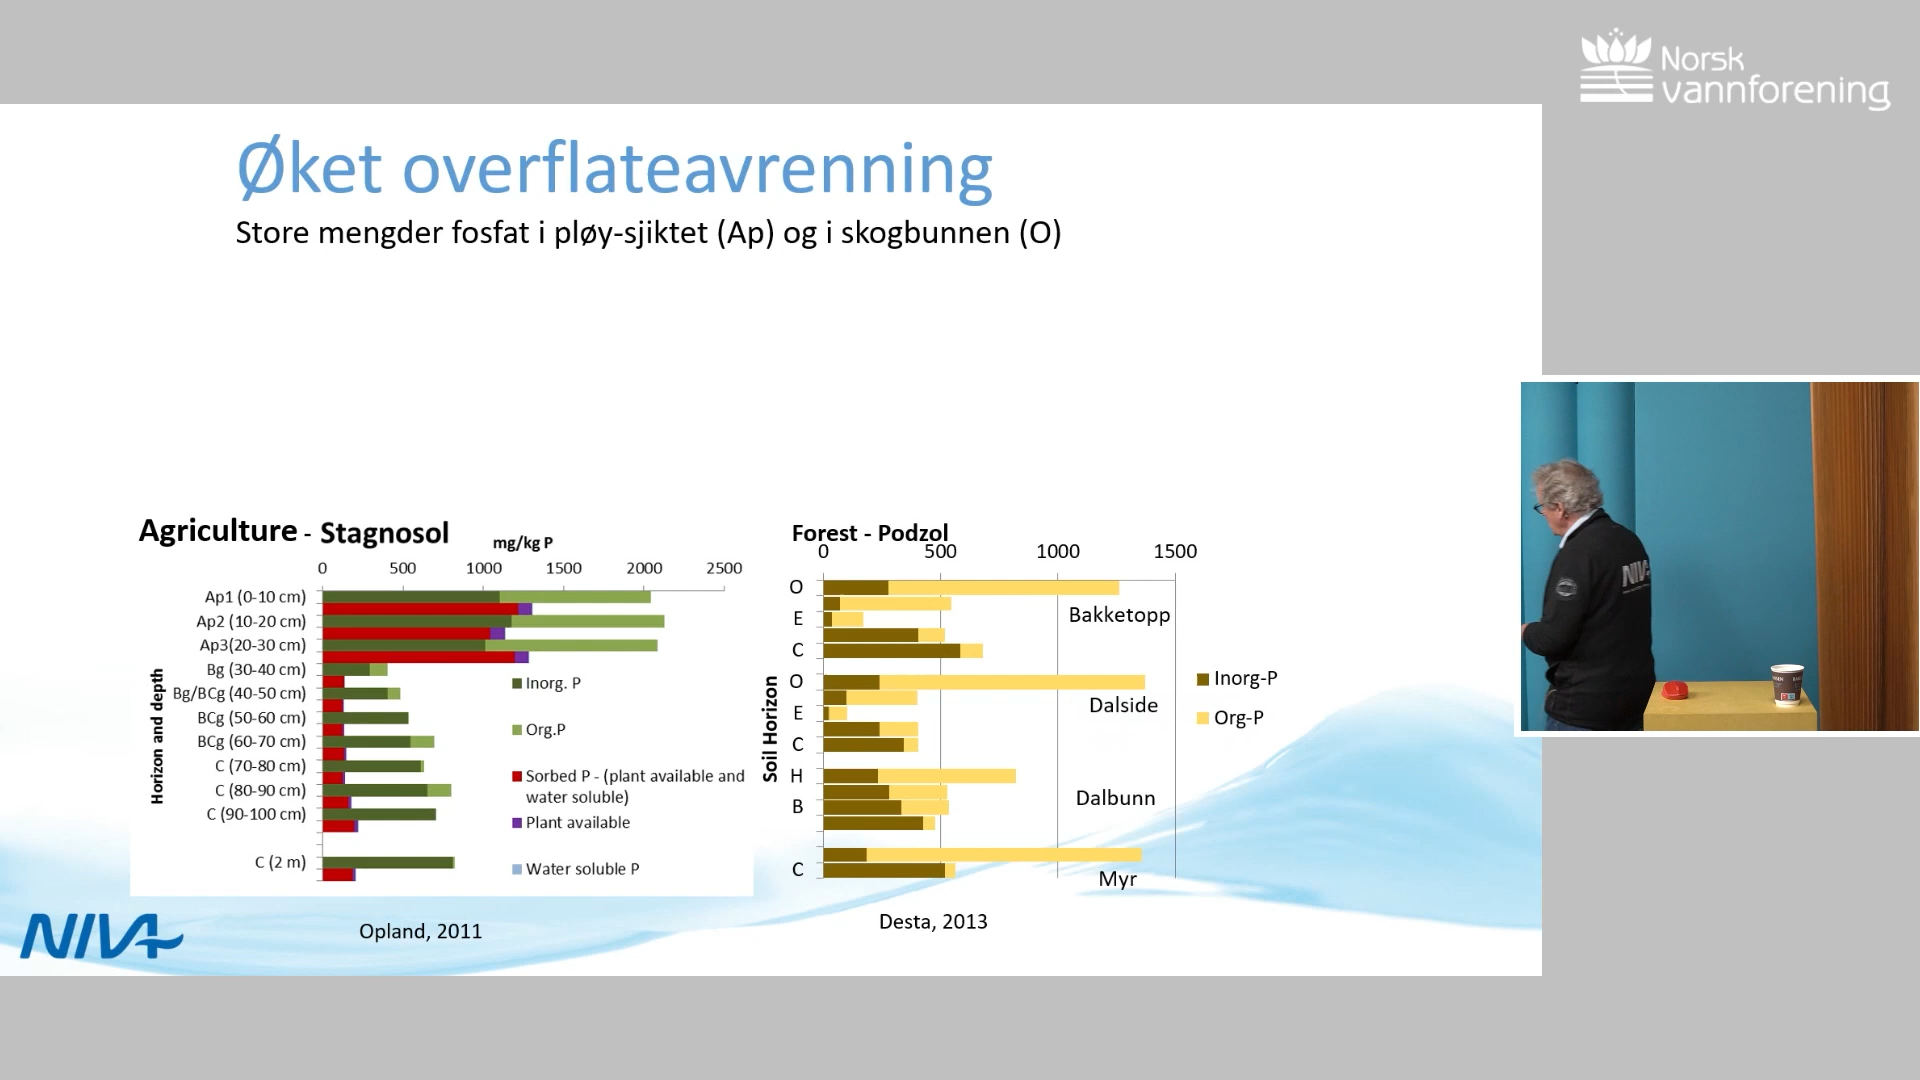 Norsk
vannforening
Øket overflateavrenning
Store mengder fosfat i pløy-sjiktet (Ap) og i skogbunnen (O)
Agriculture - Stagnosol
mg/kg P
0 500 1000 1500 2000 2500
Horizon and depth
Ap1 (0-10 cm)
Ap2 (10-20 cm)
Ap3(20-30 cm)
Bg (30-40 cm)
Bg/BCg (40-50 cm)
BCg (50-60 cm)
BCg (60-70 cm)
C (70-80 cm)
C (80-90 cm)
C (90-100 cm)
C (2 m)
Inorg. P
Org.P
Sorbed P - (plant available and
water soluble)
Plant available
Water soluble P
Opland, 2011
Forest - Podzol
0 500 1000 1500
Soil Horizon
O
E
C
Bakketopp
O
E
C
Dalside
H
B
Dalbunn
C
Myr
Inorg-P
Org-P
Desta, 2013
NIVA
NIVA